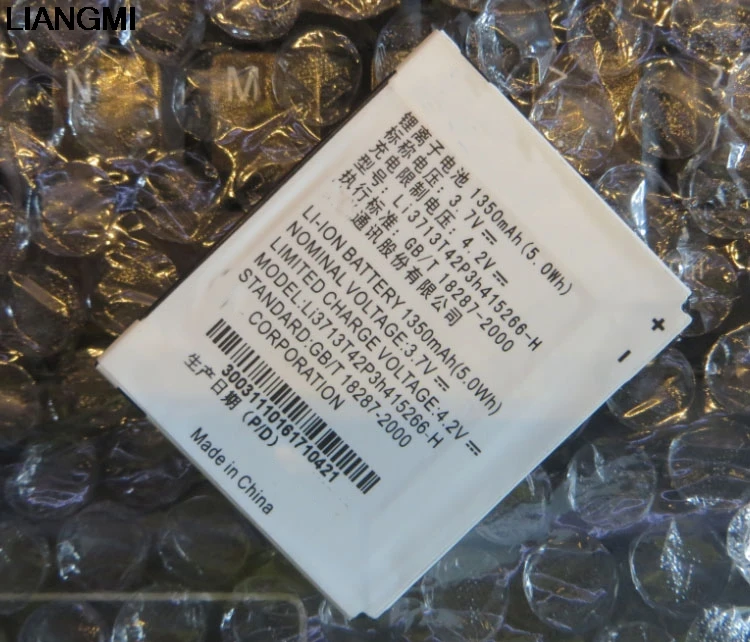 LIANGMI
N
M
锂离子电池 1350mAh(5.0Wh)
标称电压: 3.7V
充电限制电压: 4.2V
型号: Li3713T42P3h415266-H
执行标准: GB/T 18287-2000
通讯股份有限公司
LI-ION BATTERY 1350mAh(5.0Wh)
NOMINAL VOLTAGE:3.7V
LIMITED CHARGE VOLTAGE:4.2V
MODEL:Li3713T42P3h415266-H
STANDARD:GB/T 18287-2000
CORPORATION
30031110161710421
生产日期 (P/D)
Made in China
+
-